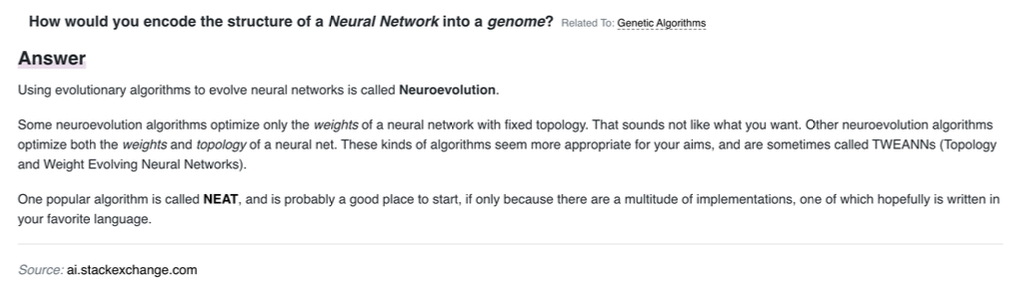 How would you encode the structure of a Neural Network into a genome? Related To: Genetic Algorithms
Answer
Using evolutionary algorithms to evolve neural networks is called Neuroevolution.
Some neuroevolution algorithms optimize only the weights of a neural network with fixed topology. That sounds not like what you want. Other neuroevolution algorithms
optimize both the weights and topology of a neural net. These kinds of algorithms seem more appropriate for your aims, and are sometimes called TWEANNs (Topology
and Weight Evolving Neural Networks).
One popular algorithm is called NEAT, and is probably a good place to start, if only because there are a multitude of implementations, one of which hopefully is written in
your favorite language.
Source: ai.stackexchange.com